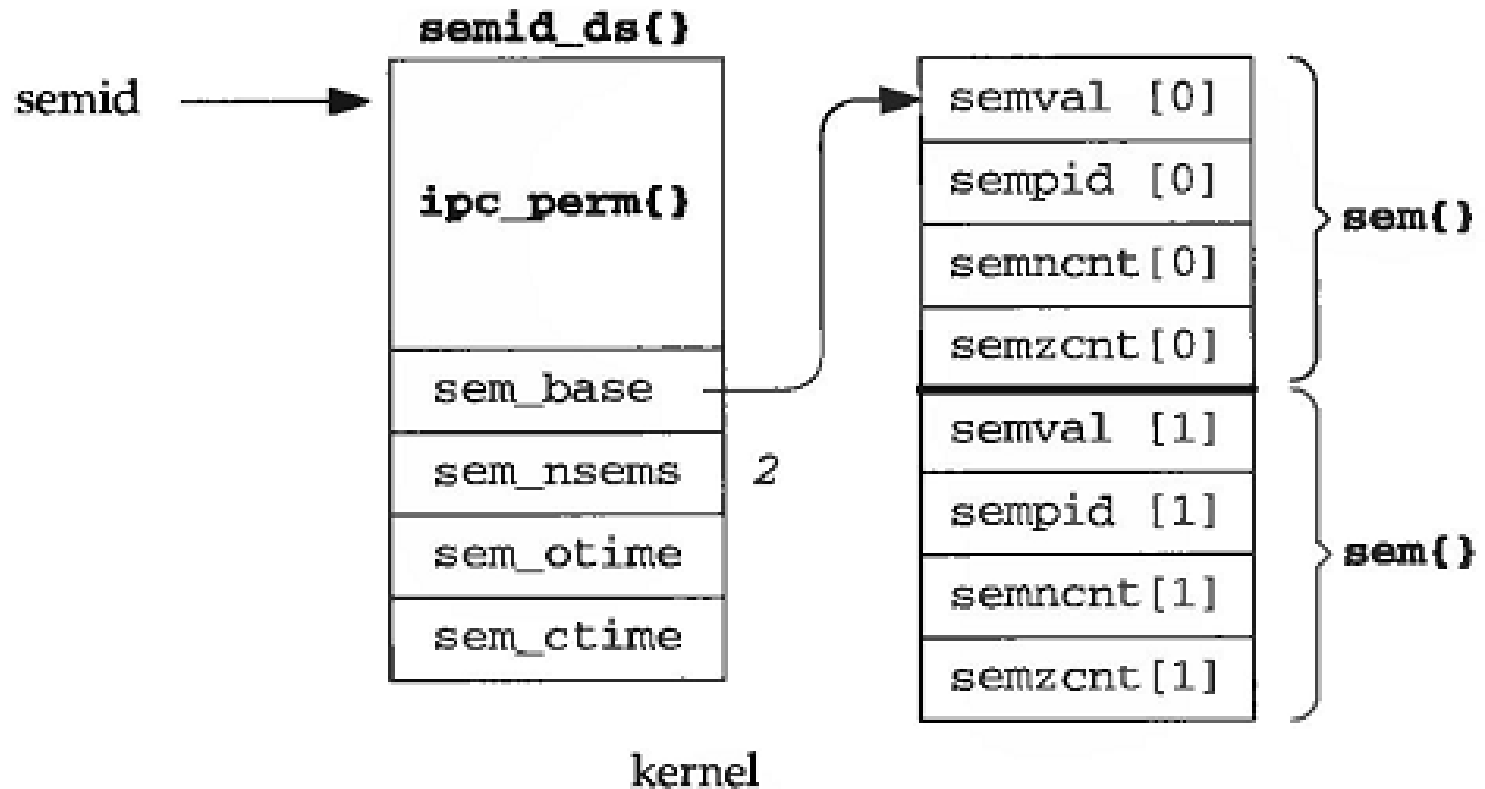 semid_ds{}
semid
ipc_perm{}
sem_base
sem_nsems 2
sem_otime
sem_ctime
semval [0]
sempid [0]
semncnt[0]
semzcnt[0]
sem{}
semval [1]
sempid [1]
semncnt[1]
semzcnt[1]
sem{}
kernel